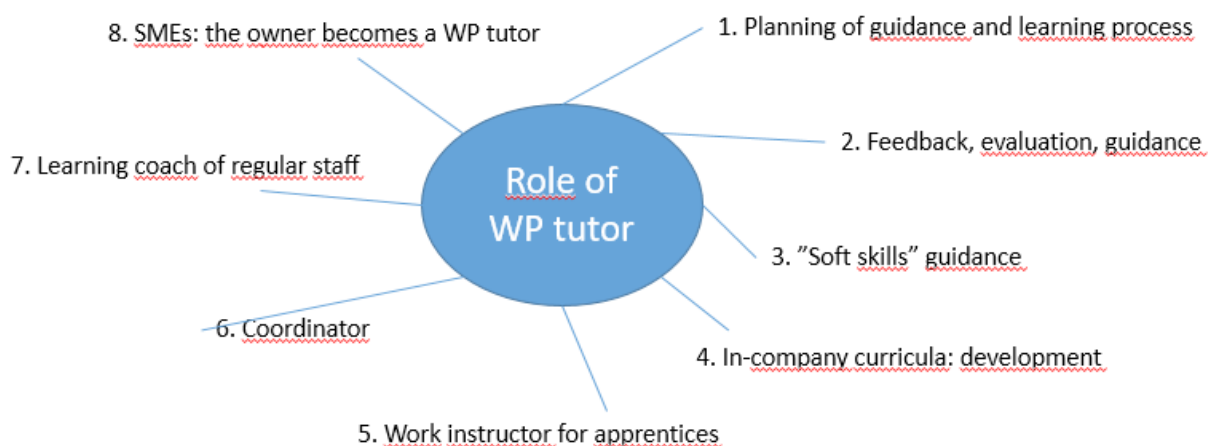 8. SMEs: the owner becomes a WP tutor
1. Planning of guidance and learning process
2. Feedback, evaluation, guidance
7. Learning coach of regular staff
Role of
WP tutor
3. ”Soft skills” guidance
6. Coordinator
4. In-company curricula: development
5. Work instructor for apprentices